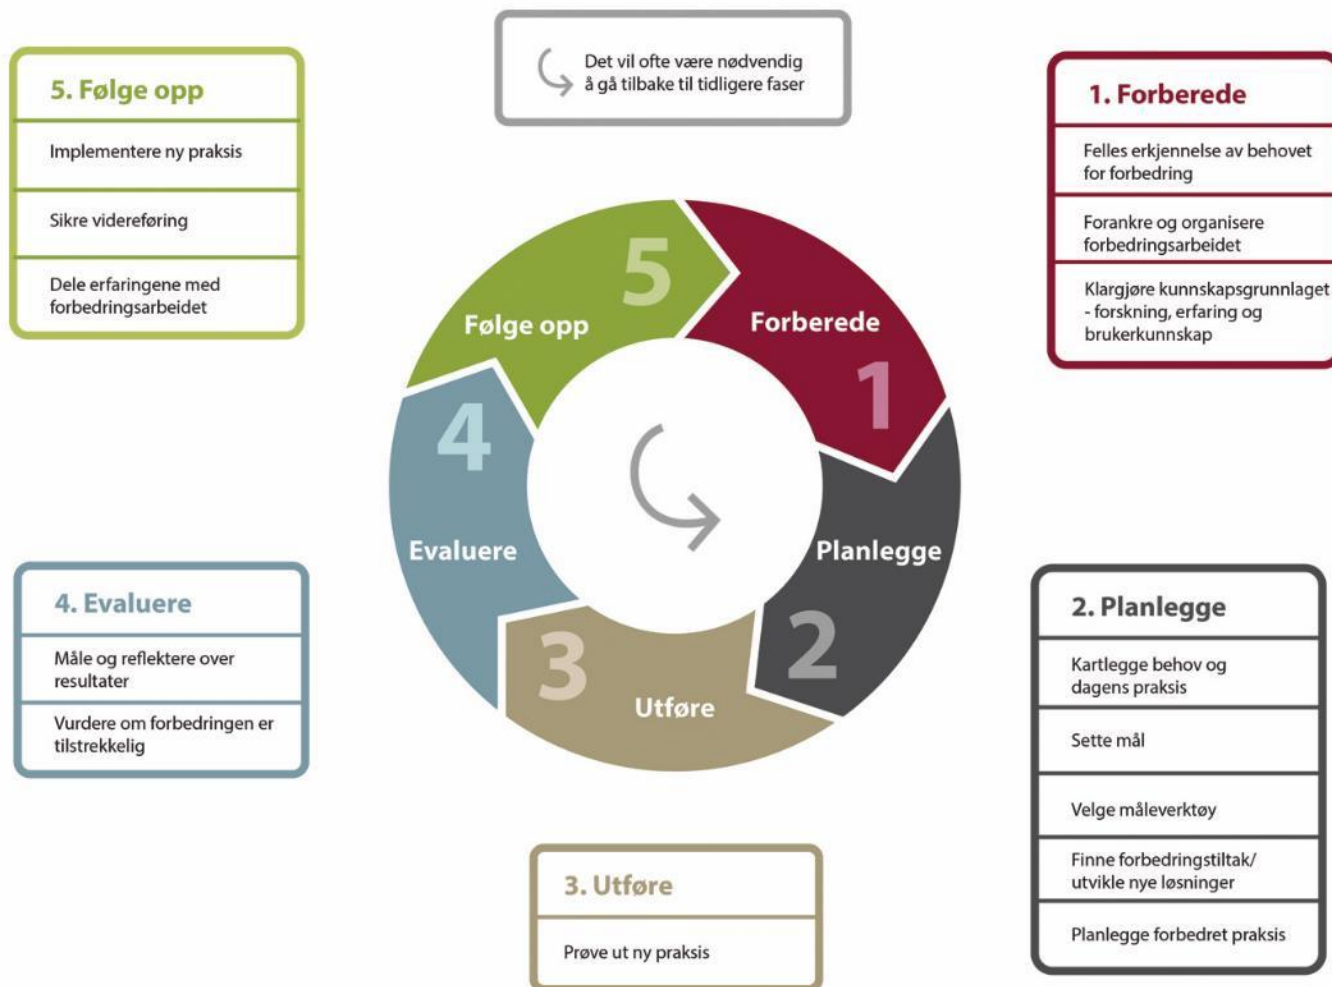 Det vil ofte være nødvendig
å gå tilbake til tidligere faser
5. Følge opp
Implementere ny praksis
Sikre videreføring
Dele erfaringene med
forbedringsarbeidet
1. Forberede
Felles erkjennelse av behovet
for forbedring
Forankre og organisere
forbedringsarbeidet
Klargjøre kunnskapsgrunnlaget
- forskning, erfaring og
brukerkunnskap
5
Følge opp
Forberede
1
4
Evaluere
Planlegge
2
3
Utføre
4. Evaluere
Måle og reflektere over
resultater
Vurdere om forbedringen er
tilstrekkelig
2. Planlegge
Kartlegge behov og
dagens praksis
Sette mål
Velge måleverktøy
Finne forbedringstiltak/
utvikle nye løsninger
Planlegge forbedret praksis
3. Utføre
Prøve ut ny praksis